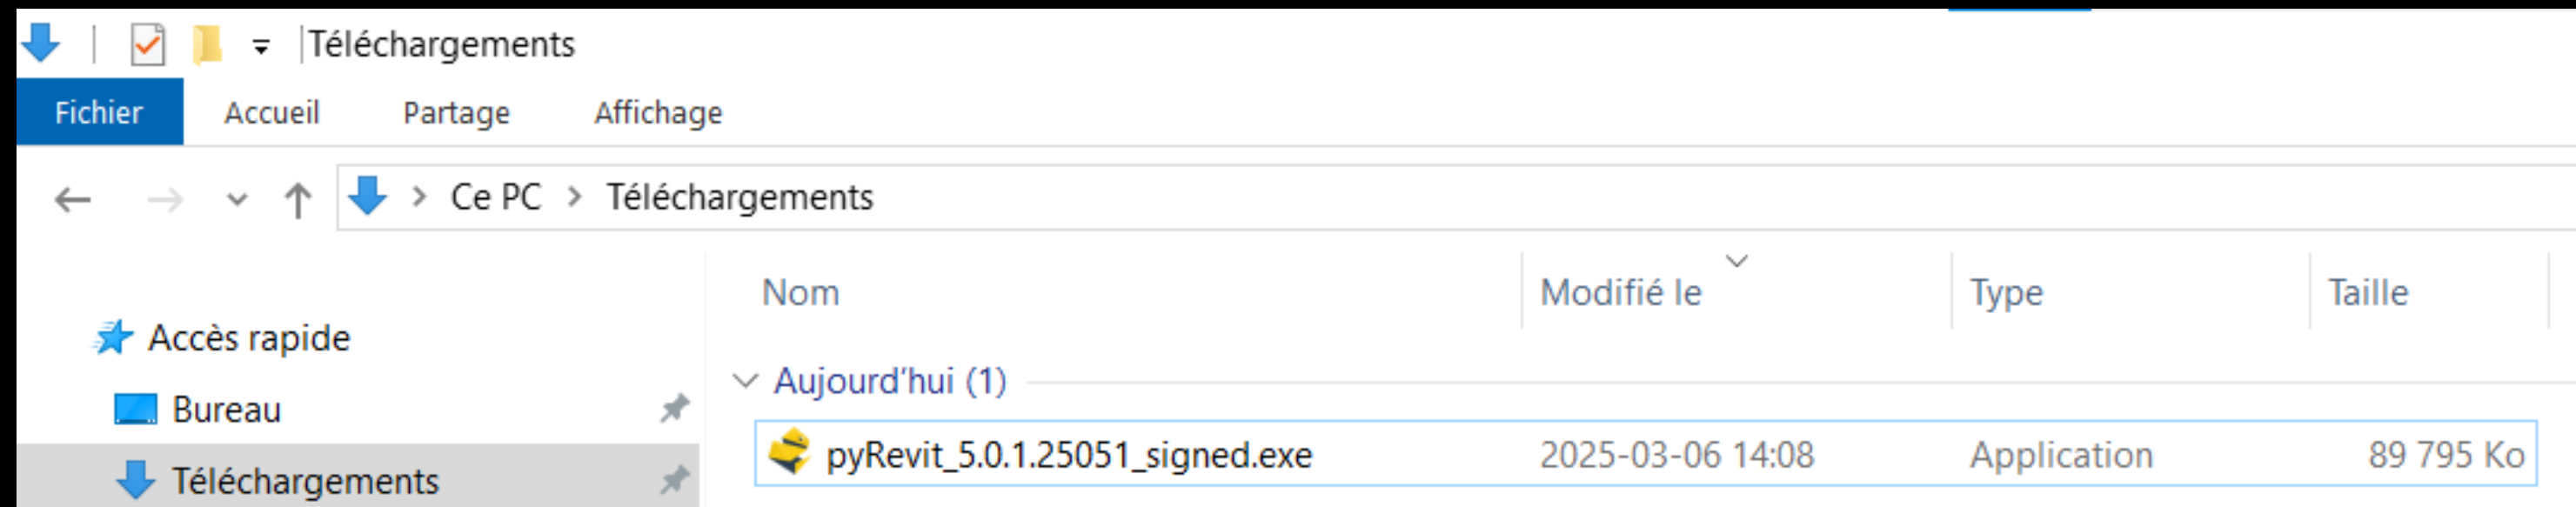 Téléchargements
Fichier Accueil Partage Affichage
Ce PC > Téléchargements
Nom Modifié le Type Taille
Accès rapide
Aujourd'hui (1)
Bureau
pyRevit_5.0.1.25051_signed.exe 2025-03-06 14:08 Application 89 795 Ko
Téléchargements